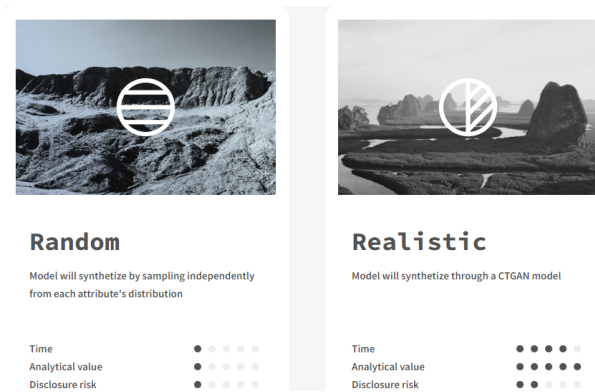 Random
Model will synthetize by sampling independently
from each attribute's distribution
Time
Analytical value
Disclosure risk
Realistic
Model will synthetize through a CTGAN model
Time
Analytical value
Disclosure risk